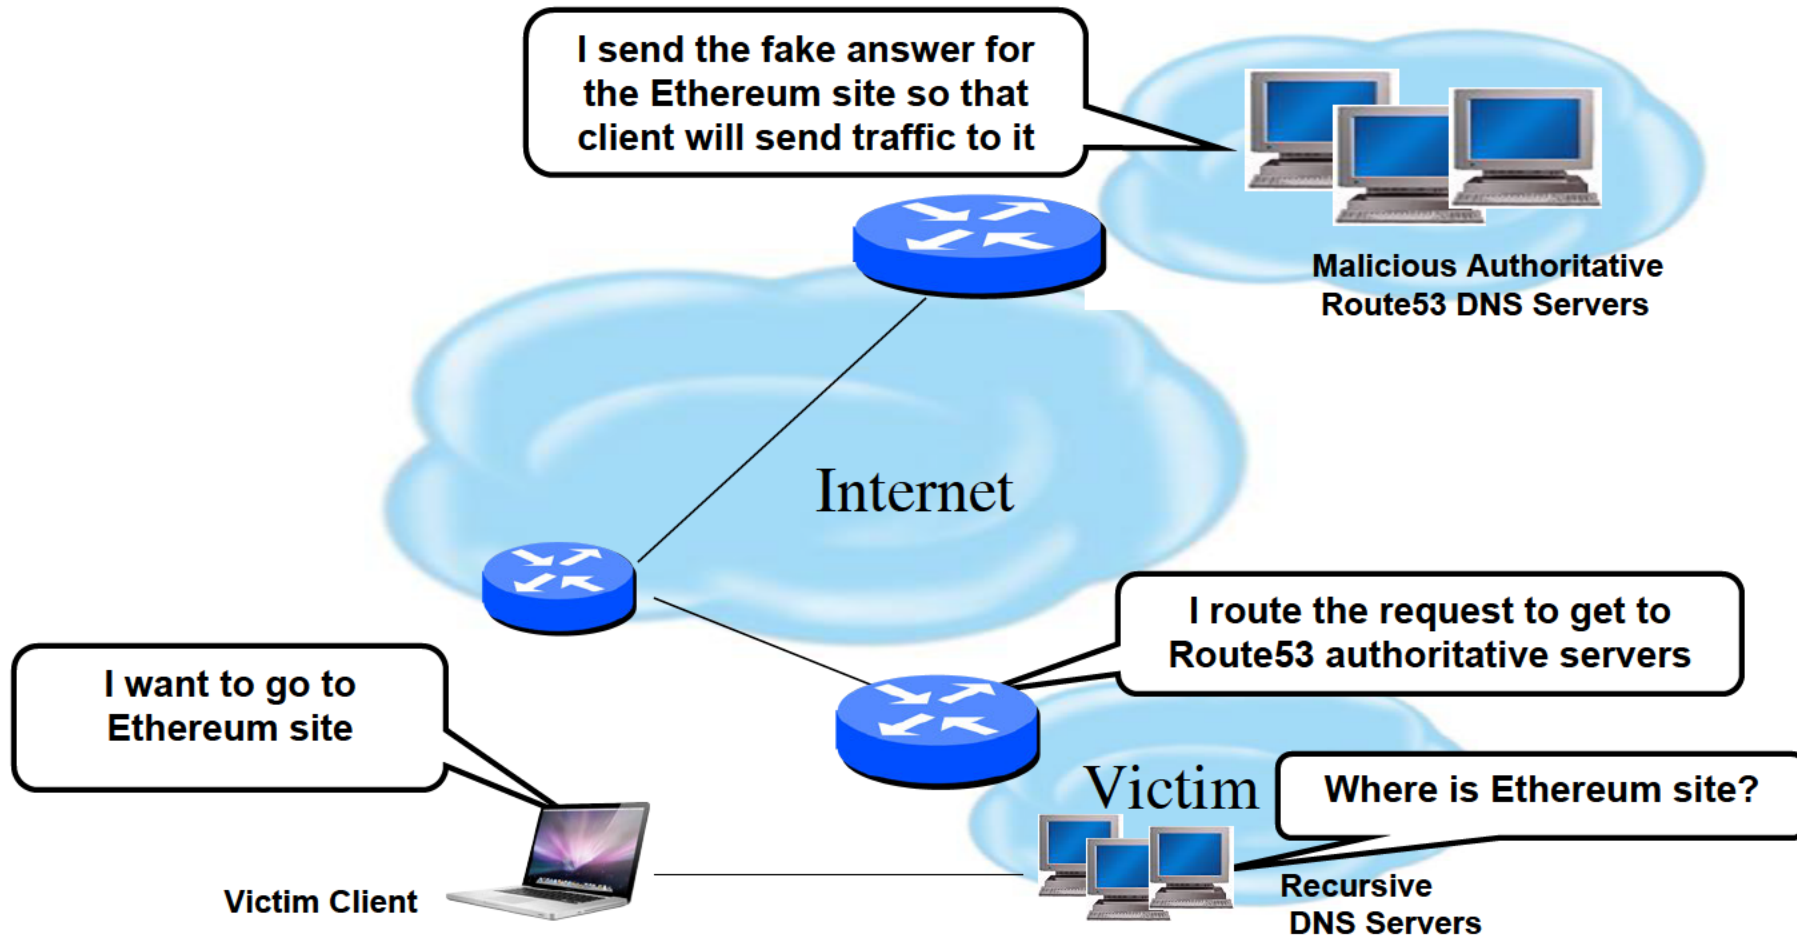 I send the fake answer for
the Ethereum site so that
client will send traffic to it
Malicious Authoritative
Route53 DNS Servers
Internet
I route the request to get to
Route53 authoritative servers
I want to go to
Ethereum site
Victim
Where is Ethereum site?
Victim Client
Recursive
DNS Servers